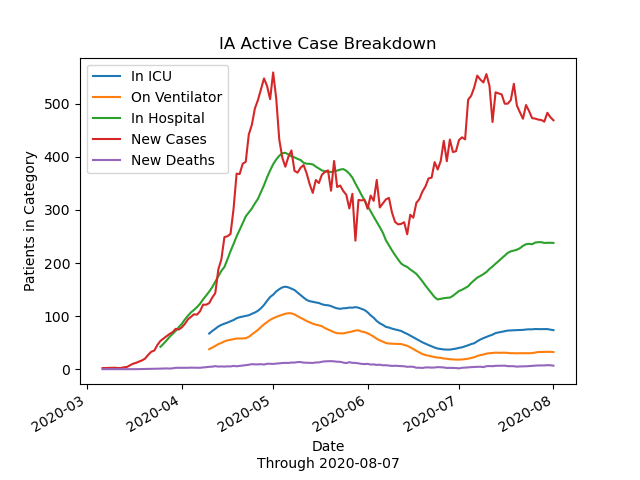 IA Active Case Breakdown
In ICU
On Ventilator
In Hospital
New Cases
New Deaths
Patients in Category
500
400
300
200
100
0
2020-03
2020-04
2020-05
2020-06
2020-07
2020-08
Date
Through 2020-08-07